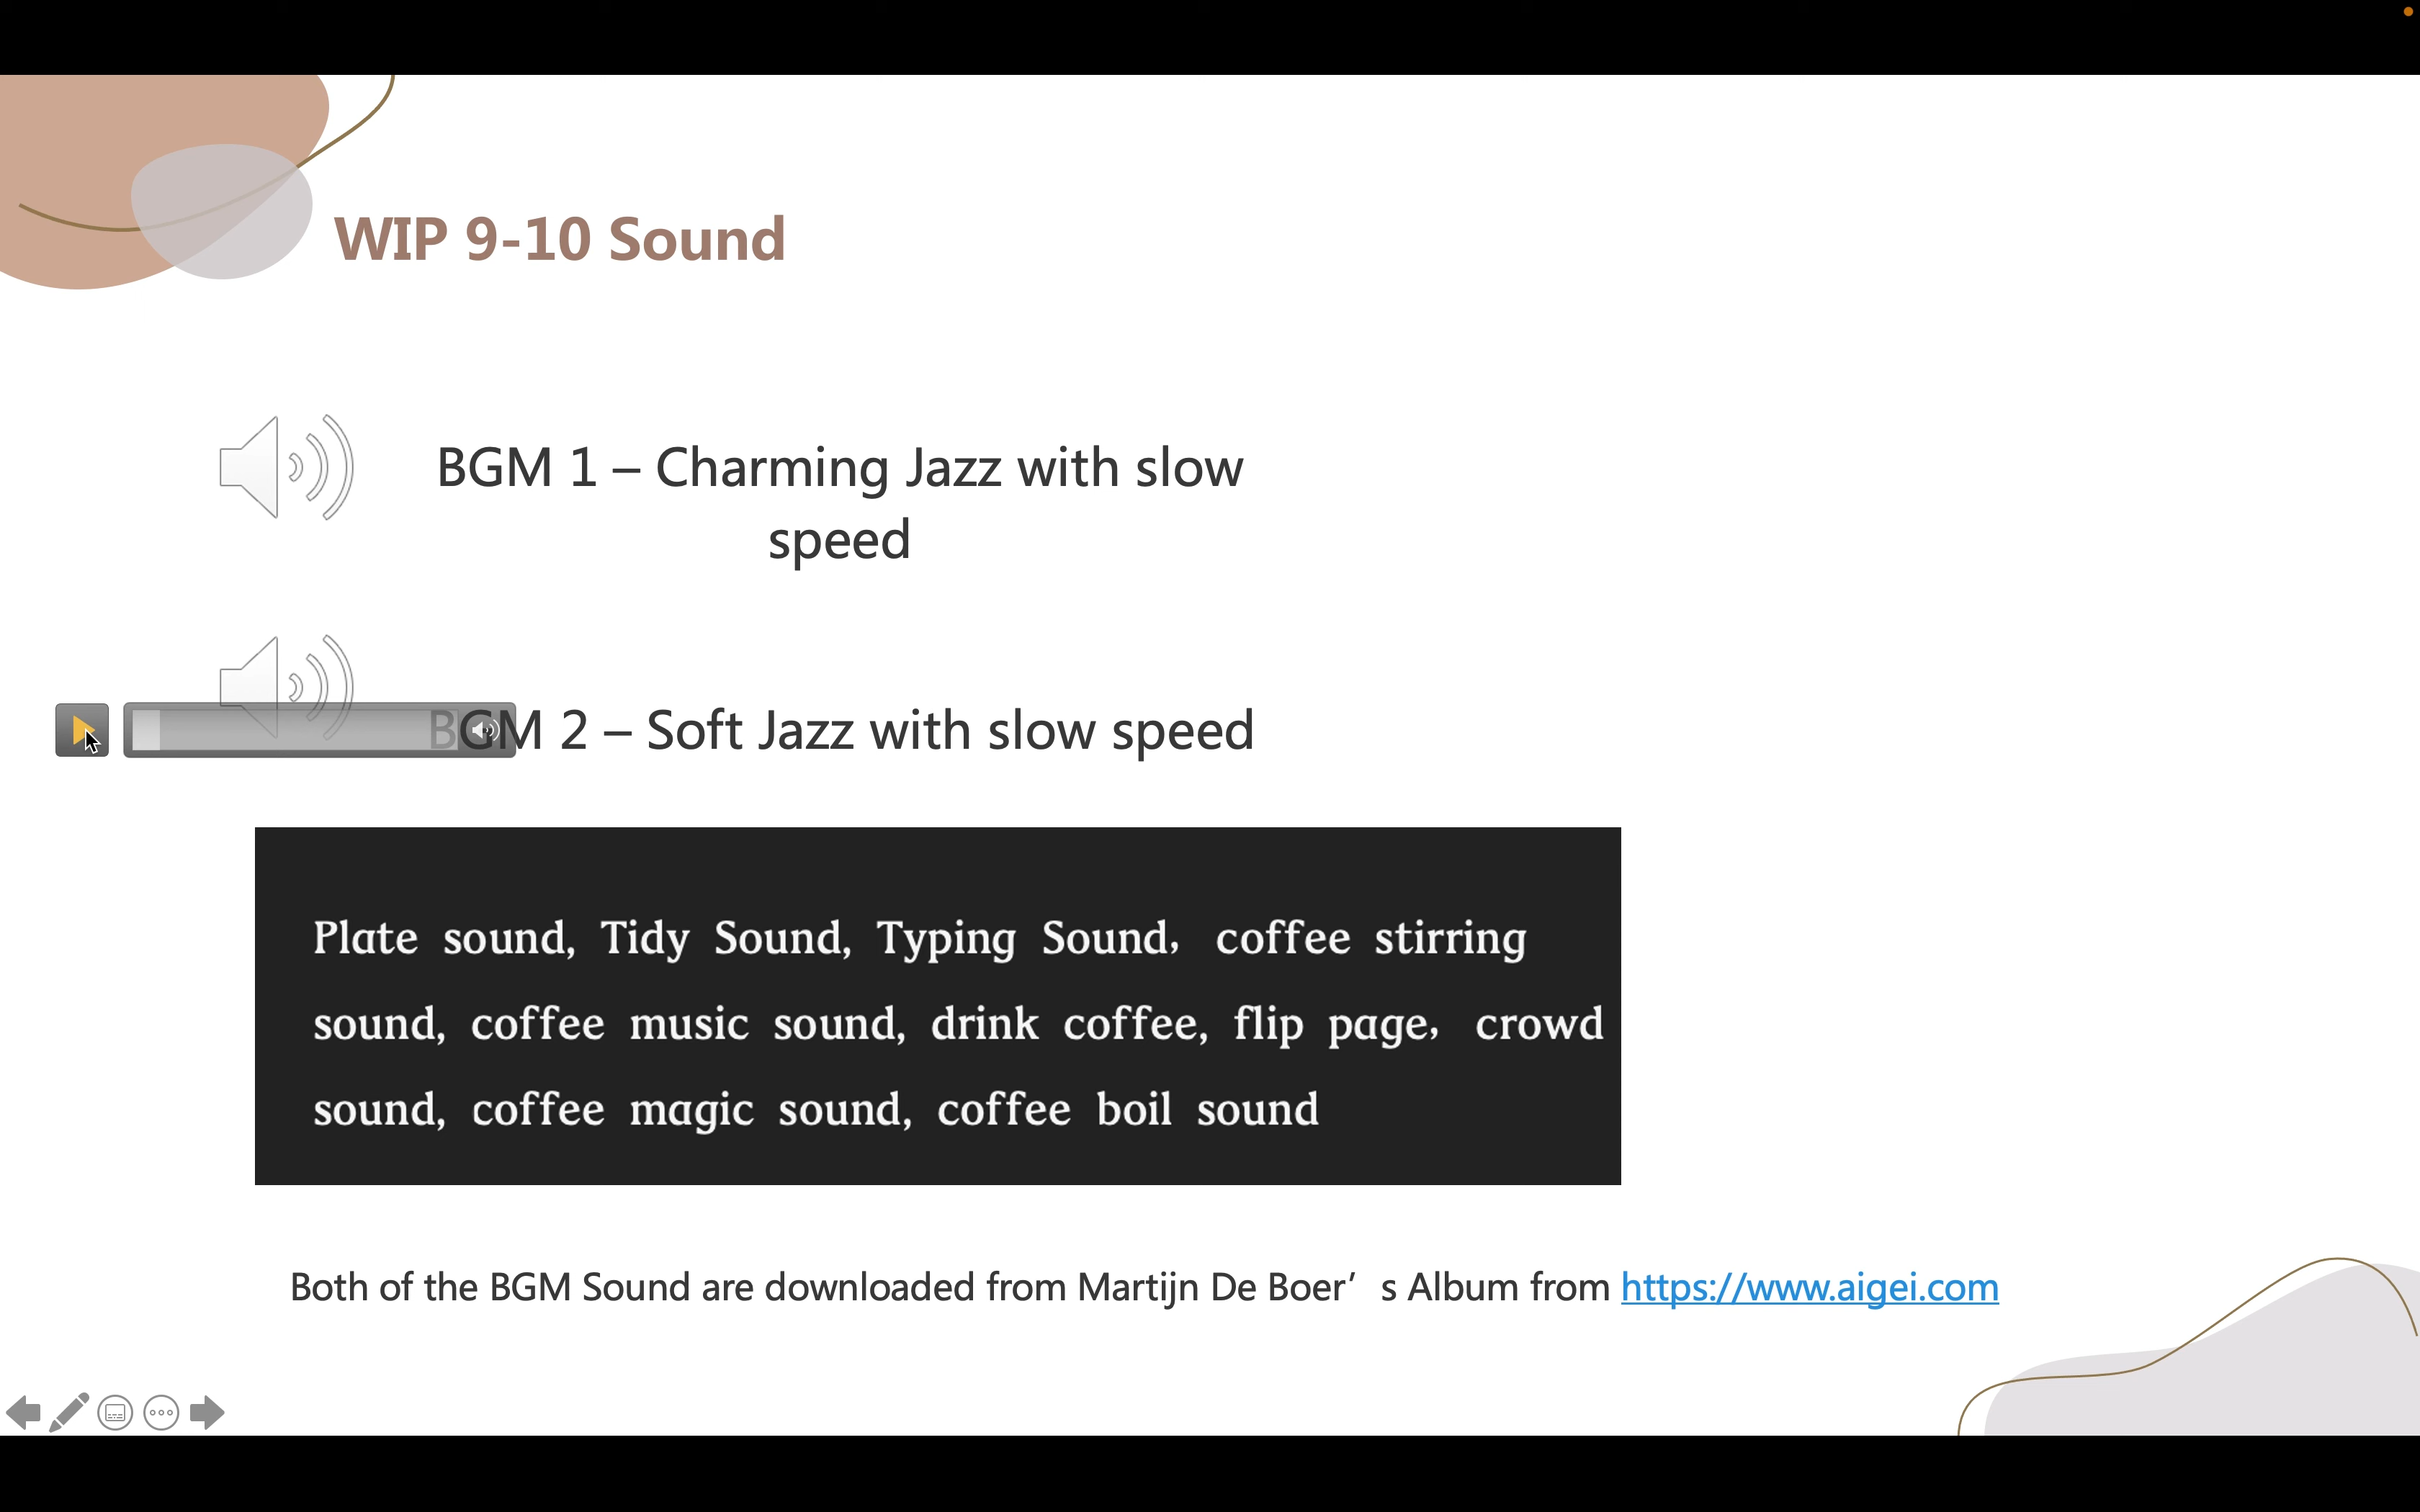 WIP 9-10 Sound
BGM 1 – Charming Jazz with slow
speed
BGM 2 – Soft Jazz with slow speed
Plate sound, Tidy Sound, Typing Sound, coffee stirring
sound, coffee music sound, drink coffee, flip page, crowd
sound, coffee magic sound, coffee boil sound
Both of the BGM Sound are downloaded from Martijn De Boer’s Album from https://www.aigei.com